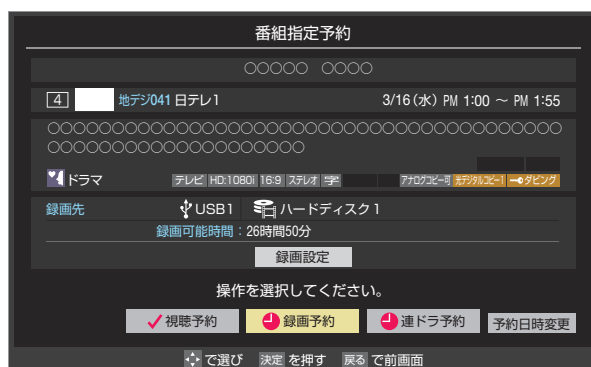 番組指定予約
○○○○○ ○○○○
4 地デジ041 日テレ1 3/16(水) PM 1:00 ～ PM 1:55
○○○○○○○○○○○○○○○○○○○○○○○○○○○○○○○○○○○○○○○○
○○○○○○○○○○○○○○○○○○○○
ドラマ テレビ HD:1080i 16:9 ステレオ 字 アナログコピー可 光デジタルコピー1 ダビング
録画先 USB1 ハードディスク1
録画可能時間：26時間50分
録画設定
操作を選択してください。
視聴予約 録画予約 連ドラ予約 予約日時変更
で選び 決定 を押す 戻る で前画面